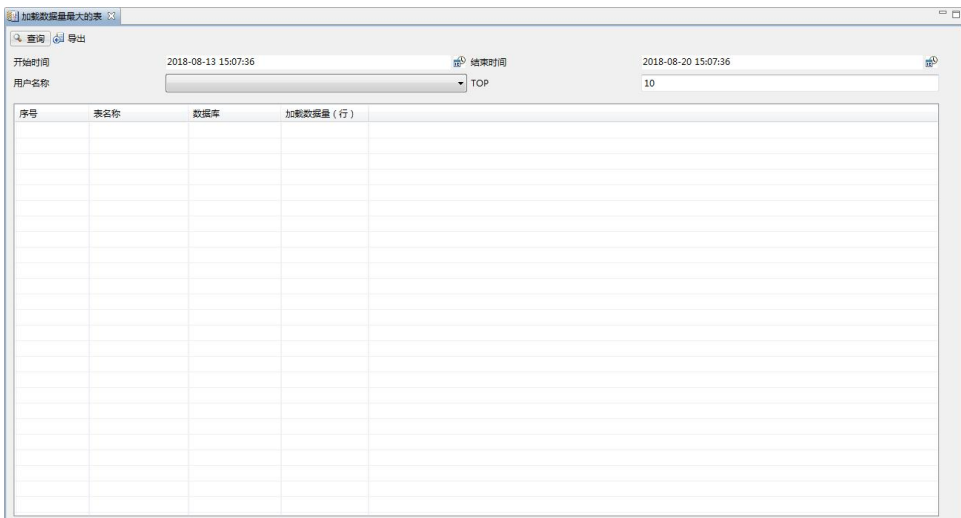 加载数据量最大的表
查询 导出
开始时间 2018-08-13 15:07:36 结束时间 2018-08-20 15:07:36
用户名称 TOP 10
序号 表名称 数据库 加载数据量（行）